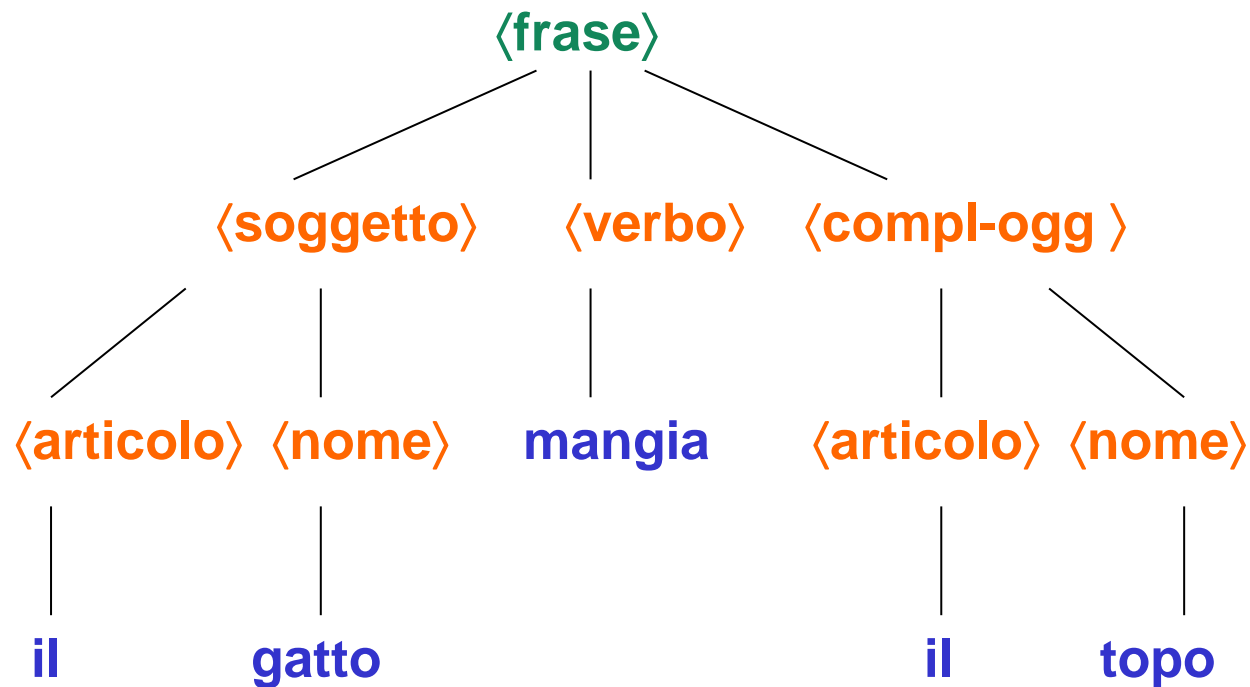 ⟨frase⟩
⟨soggetto⟩ ⟨verbo⟩ ⟨compl-ogg ⟩
⟨articolo⟩ ⟨nome⟩ mangia ⟨articolo⟩ ⟨nome⟩
il gatto il topo